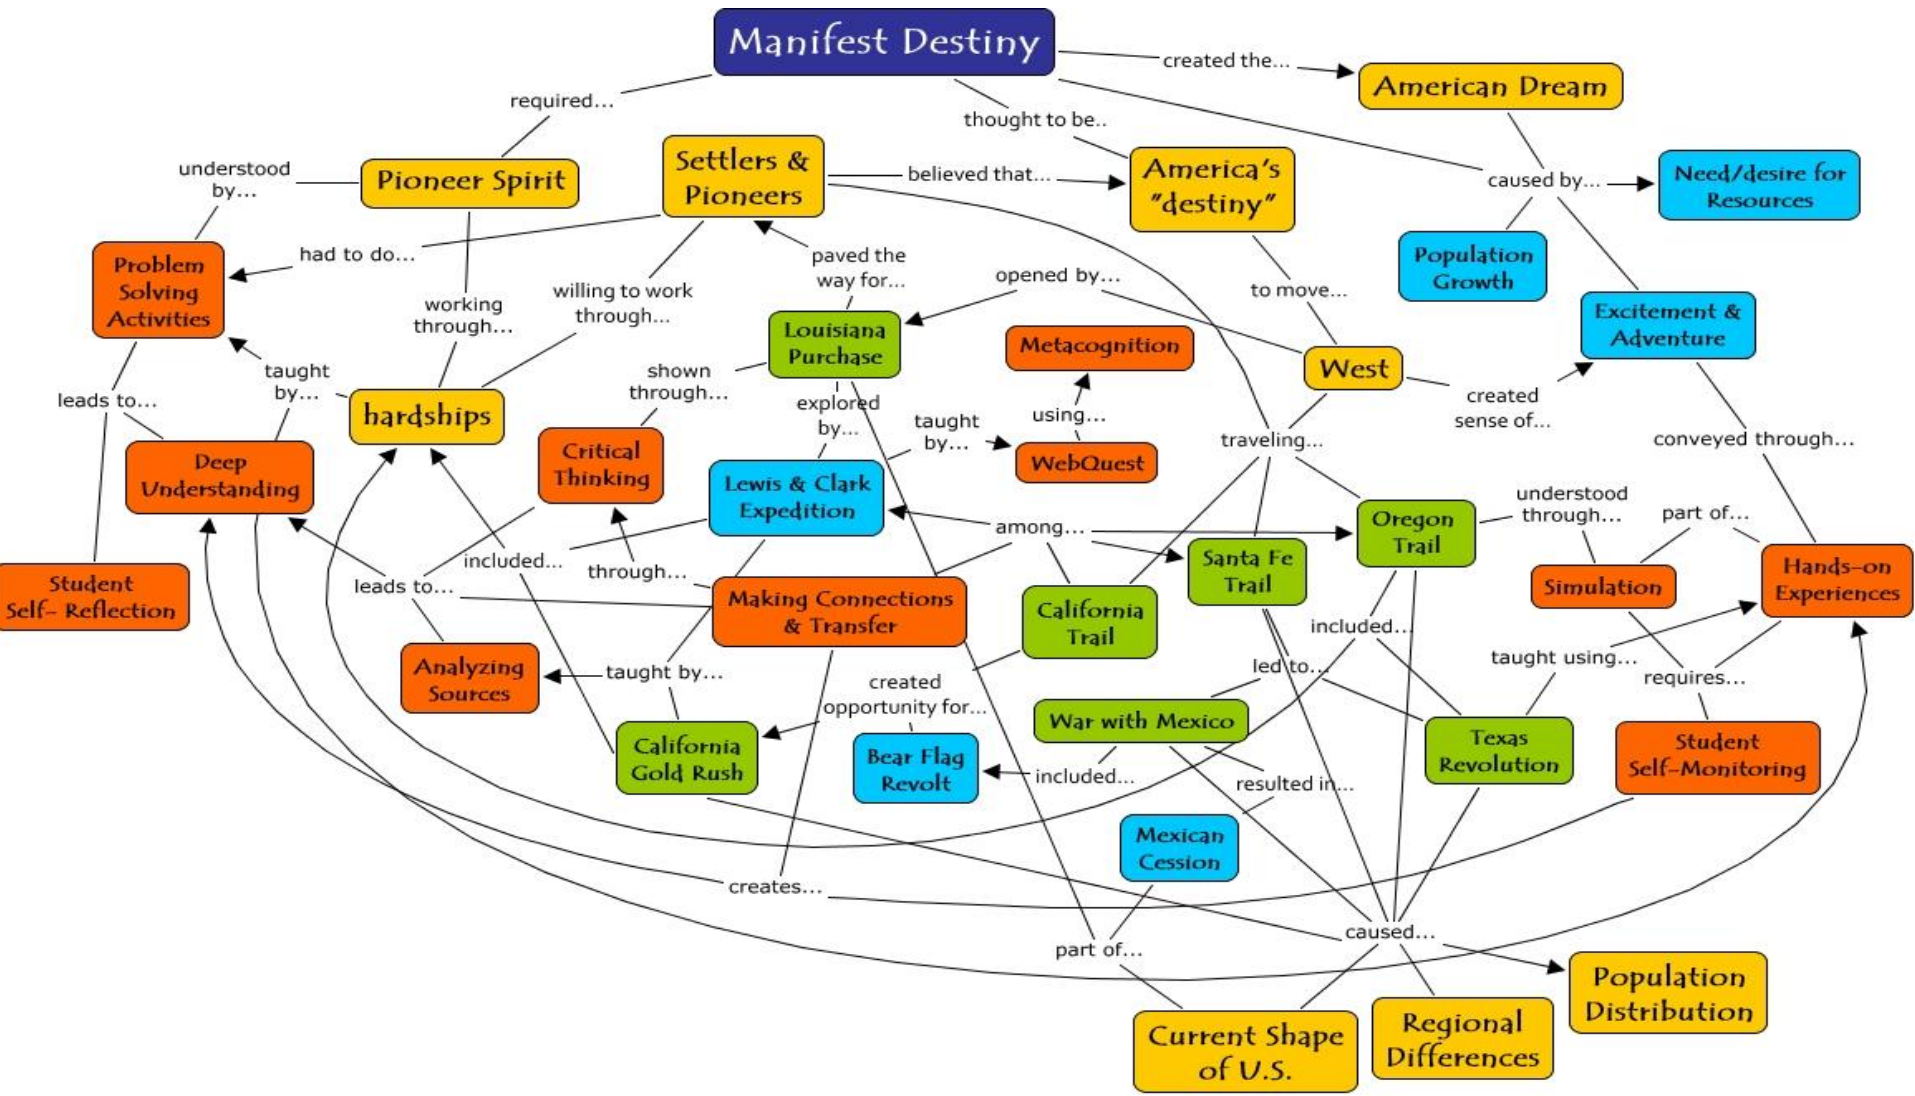 Manifest Destiny
created the...
American Dream
required...
thought to be..
understood
by...
Pioneer Spirit
Settlers &
Pioneers
believed that...
America's
"destiny"
caused by...
Need/desire for
Resources
Population
Growth
Excitement &
Adventure
Problem
Solving
Activities
had to do...
working
through...
willing to work
through...
paved the
way for...
opened by...
to move...
Louisiana
Purchase
Metacognition
West
created
sense of...
leads to...
taught
by...
hardships
shown
through...
explored
by...
taught
by...
using...
traveling...
conveyed through...
Deep
Understanding
Critical
Thinking
Lewis & Clark
Expedition
WebQuest
among...
Oregon
Trail
understood
through...
part of...
Santa Fe
Trail
Simulation
Hands-on
Experiences
Student
Self- Reflection
included...
leads to...
through...
Making Connections
& Transfer
California
Trail
included...
Analyzing
Sources
taught by...
created
opportunity for...
led to...
taught using...
requires...
California
Gold Rush
Bear Flag
Revolt
War with Mexico
included...
resulted in...
Texas
Revolution
Student
Self-Monitoring
Mexican
Cession
creates...
part of...
caused...
Population
Distribution
Current Shape
of U.S.
Regional
Differences